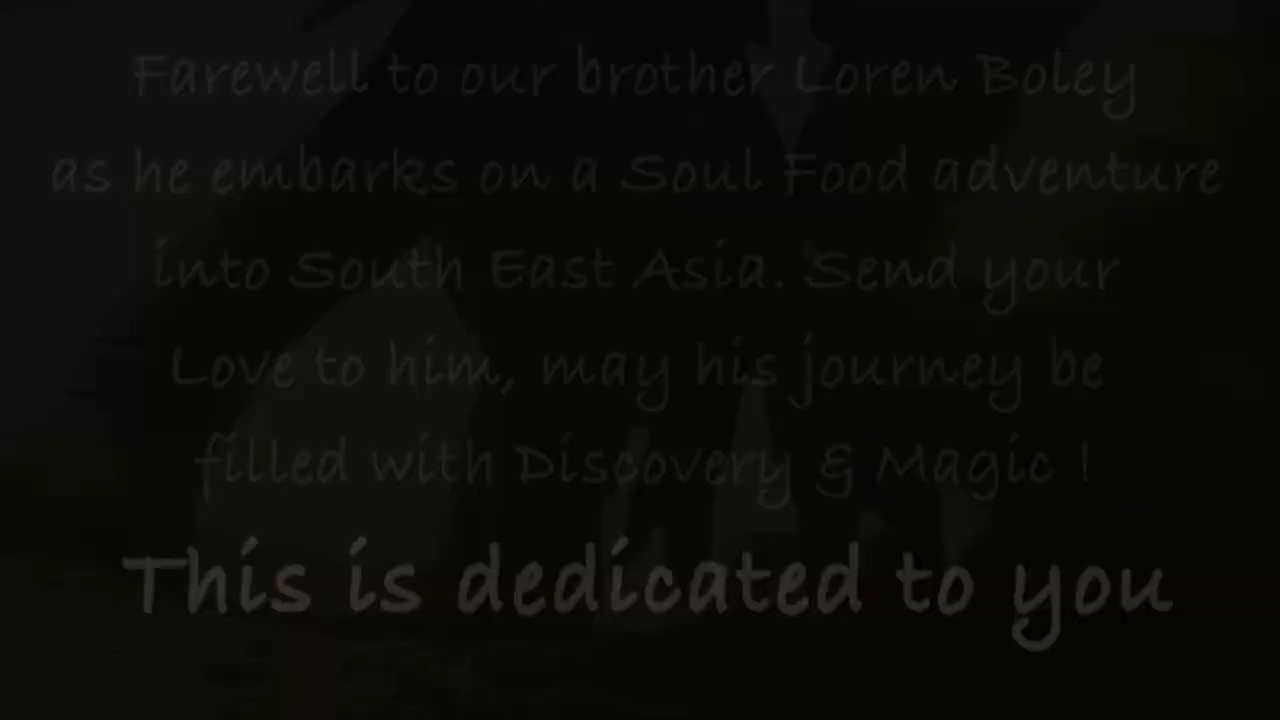 Farewell to our brother Loren Boley
as he embarks on a Soul Food adventure
into South East Asia. Send your
Love to him, may his journey be
filled with Discovery & Magic !
This is dedicated to you